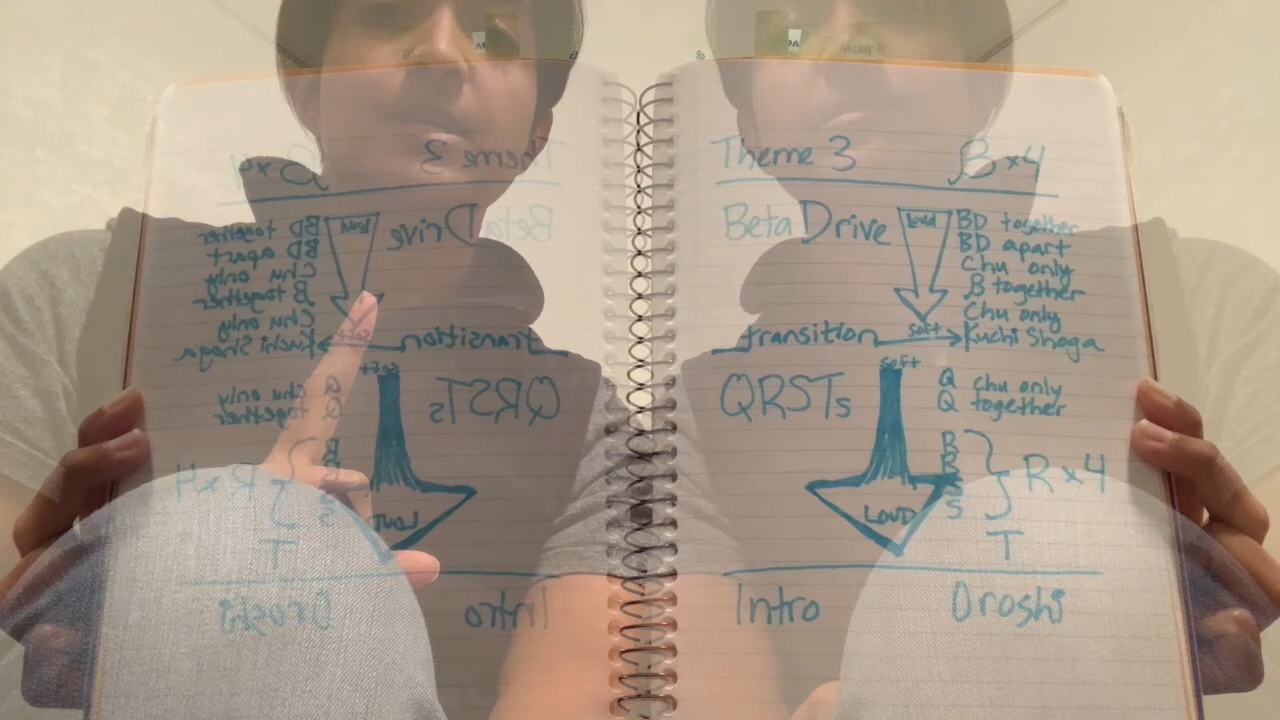 Theme 3 B x4
Beta Drive Loud BD together
BD apart
Chu only
B together
Chu only
transition soft Kuchi Shoga
soft
QRSTs Q Chu only
Q together
R x 4
LOUD S
T
Intro Oroshi